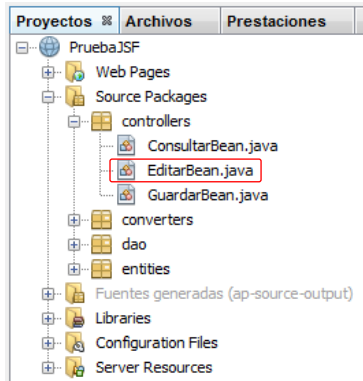 Proyectos Archivos Prestaciones
PruebaJSF
Web Pages
Source Packages
controllers
ConsultarBean.java
EditarBean.java
GuardarBean.java
converters
dao
entities
Fuentes generadas (ap-source-output)
Libraries
Configuration Files
Server Resources